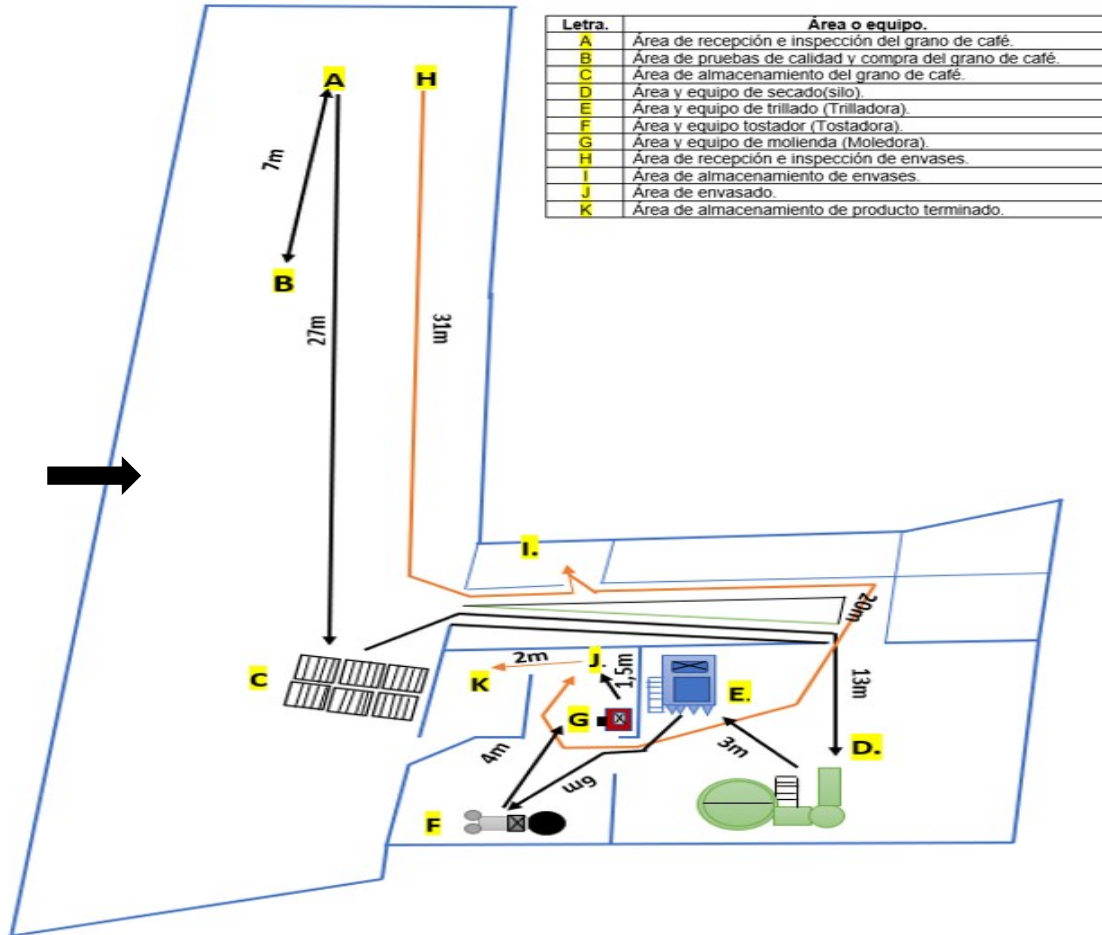 Letra. Área o equipo.
A Área de recepción e inspección del grano de café.
B Área de pruebas de calidad y compra del grano de café.
C Área de almacenamiento del grano de café.
D Área y equipo de secado(silo).
E Área y equipo de trillado (Trilladora).
F Área y equipo tostador (Tostadora).
G Área y equipo de molienda (Moledora).
H Área de recepción e inspección de envases.
I Área de almacenamiento de envases.
J Área de envasado.
K Área de almacenamiento de producto terminado.
A
H
7m
B
27m
31m
I.
20m
2m
J.
1,5m
K
E.
13m
C
G
4m
3m
D.
6m
F